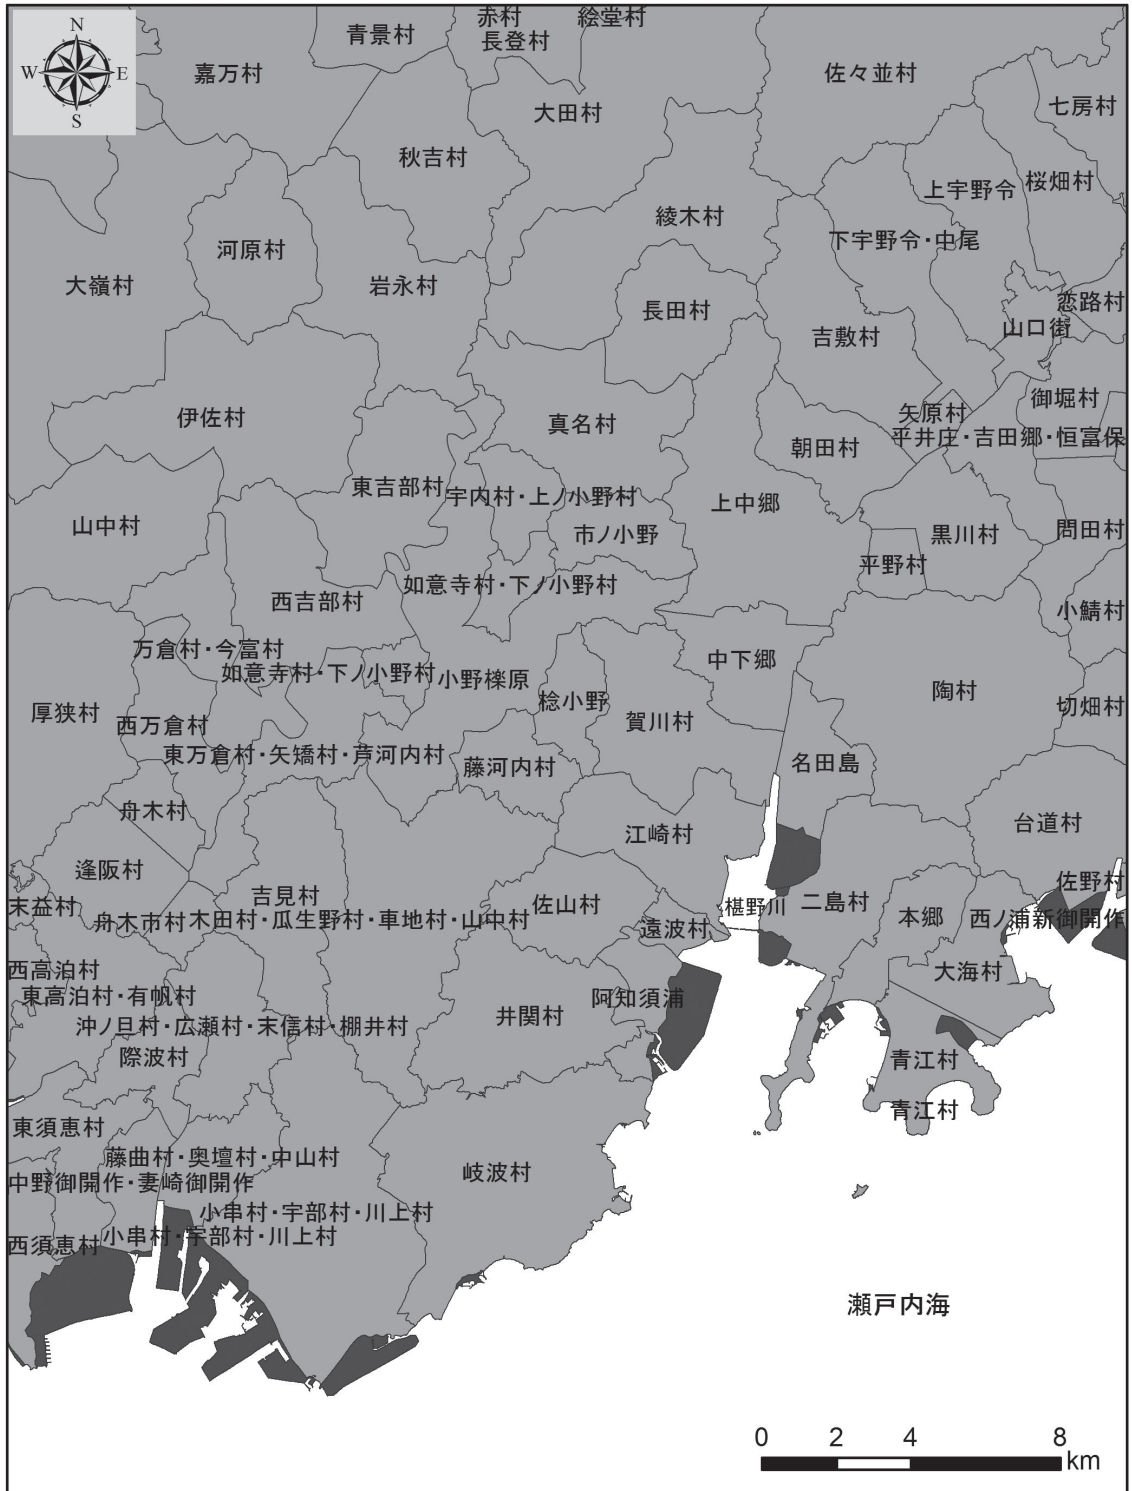 赤村
絵堂村
青景村
長登村
N
W
E
S
嘉万村
佐々並村
七房村
大田村
秋吉村
桜畑村
上宇野令
綾木村
下宇野令・中尾
河原村
大嶺村
岩永村
恋路村
長田村
山口街
吉敷村
御堀村
矢原村
伊佐村
真名村
平井庄・吉田郷・恒富保
朝田村
東吉部村
宇内村・上ノ小野村
上中郷
山中村
市ノ小野
黒川村
問田村
平野村
如意寺村・下ノ小野村
西吉部村
小鯖村
万倉村・今富村
中下郷
如意寺村・下ノ小野村
小野檪原
陶村
棯小野
厚狭村
西万倉村
賀川村
切畑村
東万倉村・矢矯村・芦河内村
藤河内村
名田島
舟木村
江崎村
台道村
逢阪村
佐野村
吉見村
末益村
佐山村
椹野川
二島村
舟木市村
木田村・瓜生野村・車地村・山中村
遠波村
本郷
西ノ浦新御開作
西高泊村
大海村
東高泊村・有帆村
阿知須浦
沖ノ旦村・広瀬村・末信村・棚井村
井関村
際波村
青江村
東須恵村
青江村
藤曲村・奥壇村・中山村
岐波村
中野御開作・妻崎御開作
小串村・宇部村・川上村
西須恵村
小串村・宇部村・川上村
瀬戸内海
0 2 4 8
km